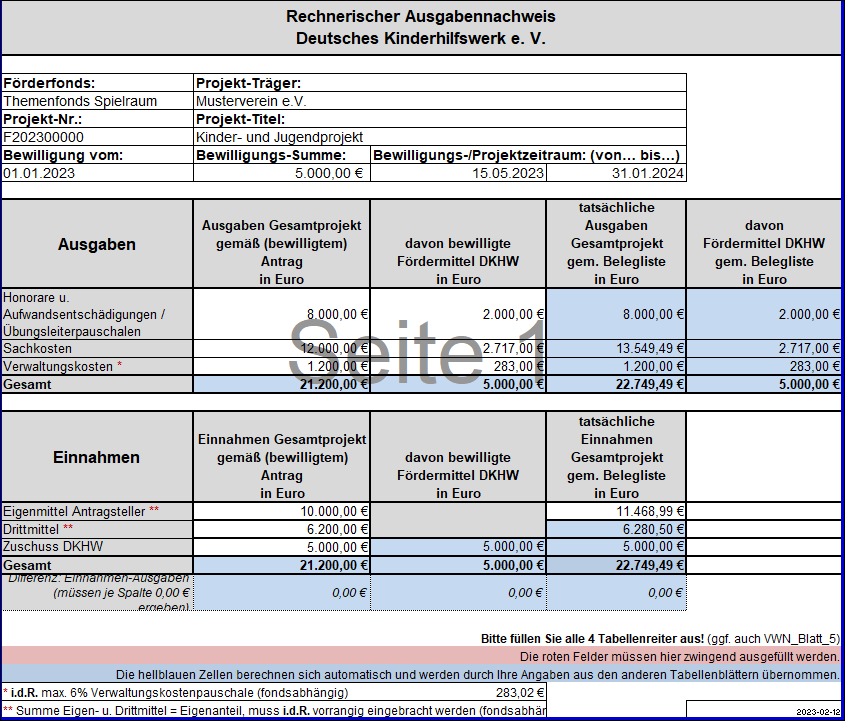 Rechnerischer Ausgabennachweis
Deutsches Kinderhilfswerk e. V.
Förderfonds: Projekt-Träger:
Themenfonds Spielraum Musterverein e.V.
Projekt-Nr.: Projekt-Titel:
F202300000 Kinder- und Jugendprojekt
Bewilligung vom: Bewilligungs-Summe: Bewilligungs-/Projektzeitraum: (von… bis…)
01.01.2023 5.000,00 € 15.05.2023 31.01.2024
Ausgaben
Ausgaben Gesamtprojekt
gemäß (bewilligtem)
Antrag
in Euro
davon bewilligte
Fördermittel DKHW
in Euro
tatsächliche
Ausgaben
Gesamtprojekt
gem. Belegliste
in Euro
davon
Fördermittel DKHW
gem. Belegliste
in Euro
Honorare u.
Aufwandsentschädigungen /
Übungsleiterpauschalen
8.000,00 € 2.000,00 € 8.000,00 € 2.000,00 €
Sachkosten 12.000,00 € 2.717,00 € 13.549,49 € 2.717,00 €
Verwaltungskosten * 1.200,00 € 283,00 € 1.200,00 € 283,00 €
Gesamt 21.200,00 € 5.000,00 € 22.749,49 € 5.000,00 €
Seite 1
Einnahmen
Einnahmen Gesamtprojekt
gemäß (bewilligtem)
Antrag
in Euro
davon bewilligte
Fördermittel DKHW
in Euro
tatsächliche
Einnahmen
Gesamtprojekt
gem. Belegliste
in Euro
Eigenmittel Antragsteller ** 10.000,00 € 11.468,99 €
Drittmittel ** 6.200,00 € 6.280,50 €
Zuschuss DKHW 5.000,00 € 5.000,00 € 5.000,00 €
Gesamt 21.200,00 € 5.000,00 € 22.749,49 €
Differenz: Einnahmen-Ausgaben
(müssen je Spalte 0,00 €
ergeben)
0,00 € 0,00 € 0,00 €
Bitte füllen Sie alle 4 Tabellenreiter aus! (ggf. auch VWN_Blatt_5)
Die roten Felder müssen hier zwingend ausgefüllt werden.
Die hellblauen Zellen berechnen sich automatisch und werden durch Ihre Angaben aus den anderen Tabellenblättern übernommen.
* i.d.R. max. 6% Verwaltungskostenpauschale (fondsabhängig) 283,02 €
** Summe Eigen- u. Drittmittel = Eigenanteil, muss i.d.R. vorrangig eingebracht werden (fondsabhär
2023-02-12